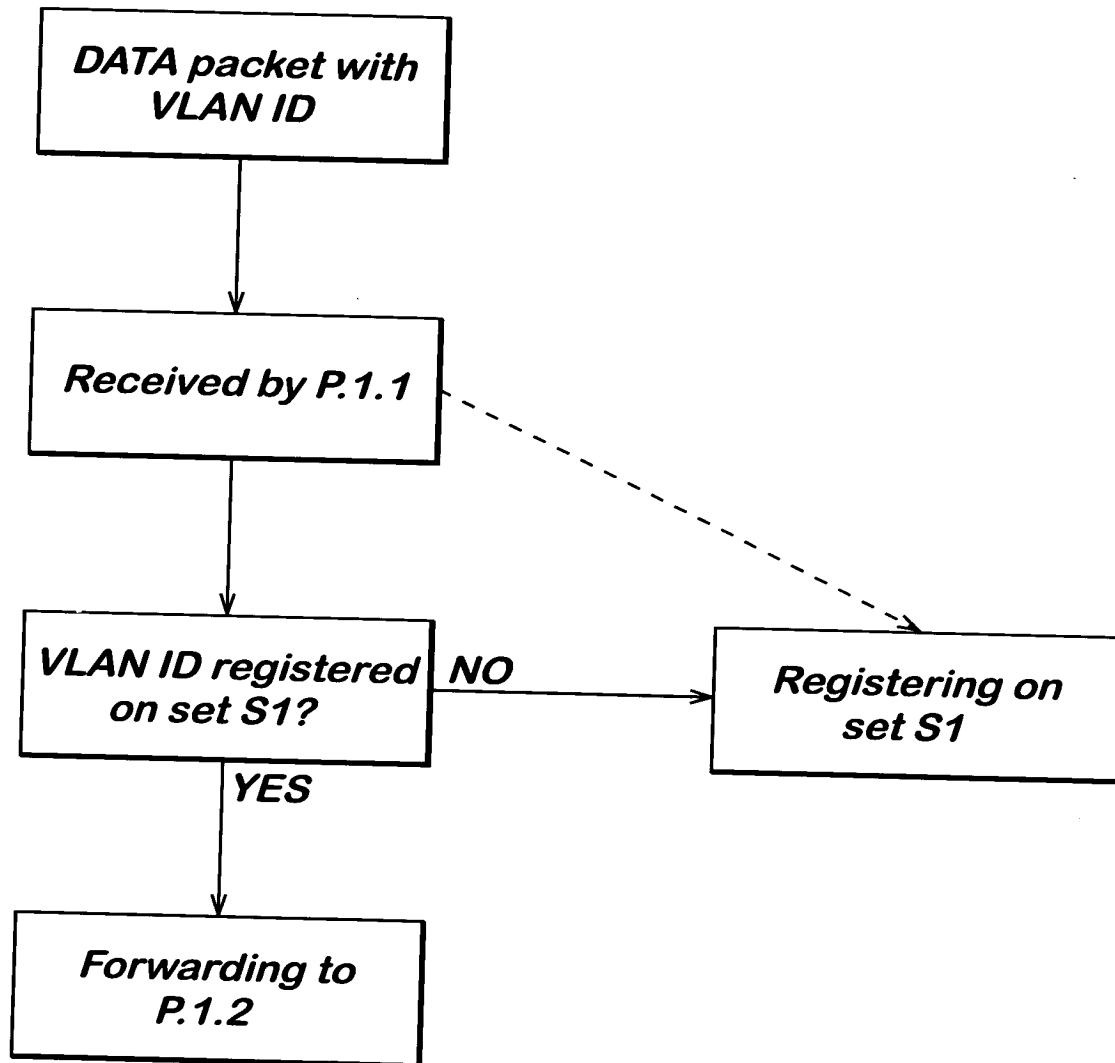 DATA packet with
VLAN ID
Received by P.1.1
VLAN ID registered
on set S1?
NO
Registering on
set S1
YES
Forwarding to
P.1.2